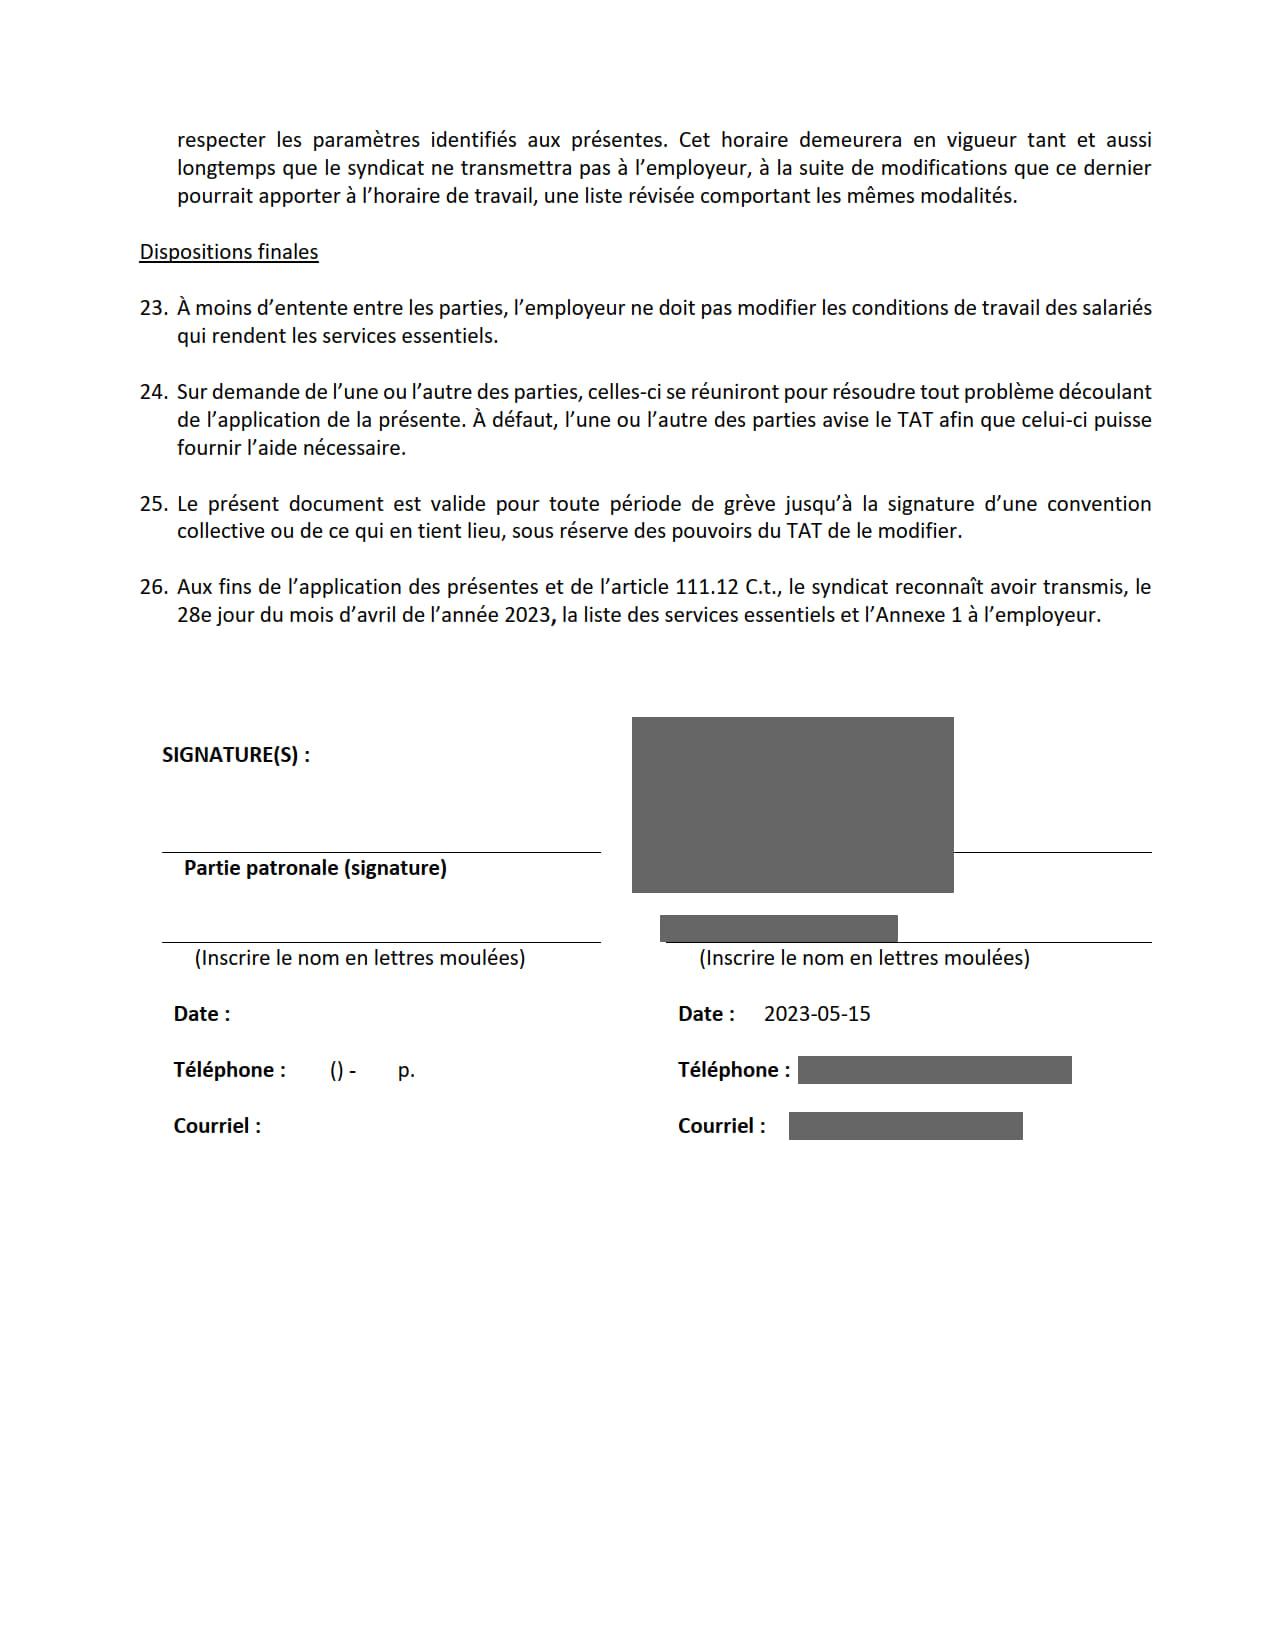 respecter les paramètres identifiés aux présentes. Cet horaire demeurera en vigueur tant et aussi
longtemps que le syndicat ne transmettra pas à l’employeur, à la suite de modifications que ce dernier
pourrait apporter à l’horaire de travail, une liste révisée comportant les mêmes modalités.
Dispositions finales
23. À moins d’entente entre les parties, l’employeur ne doit pas modifier les conditions de travail des salariés
qui rendent les services essentiels.
24. Sur demande de l’une ou l’autre des parties, celles-ci se réuniront pour résoudre tout problème découlant
de l’application de la présente. À défaut, l’une ou l’autre des parties avise le TAT afin que celui-ci puisse
fournir l’aide nécessaire.
25. Le présent document est valide pour toute période de grève jusqu’à la signature d’une convention
collective ou de ce qui en tient lieu, sous réserve des pouvoirs du TAT de le modifier.
26. Aux fins de l’application des présentes et de l’article 111.12 C.t., le syndicat reconnaît avoir transmis, le
28e jour du mois d’avril de l’année 2023, la liste des services essentiels et l’Annexe 1 à l’employeur.
SIGNATURE(S) :
Partie patronale (signature)
(Inscrire le nom en lettres moulées) (Inscrire le nom en lettres moulées)
Date : Date : 2023-05-15
Téléphone : () - p. Téléphone :
Courriel : Courriel :